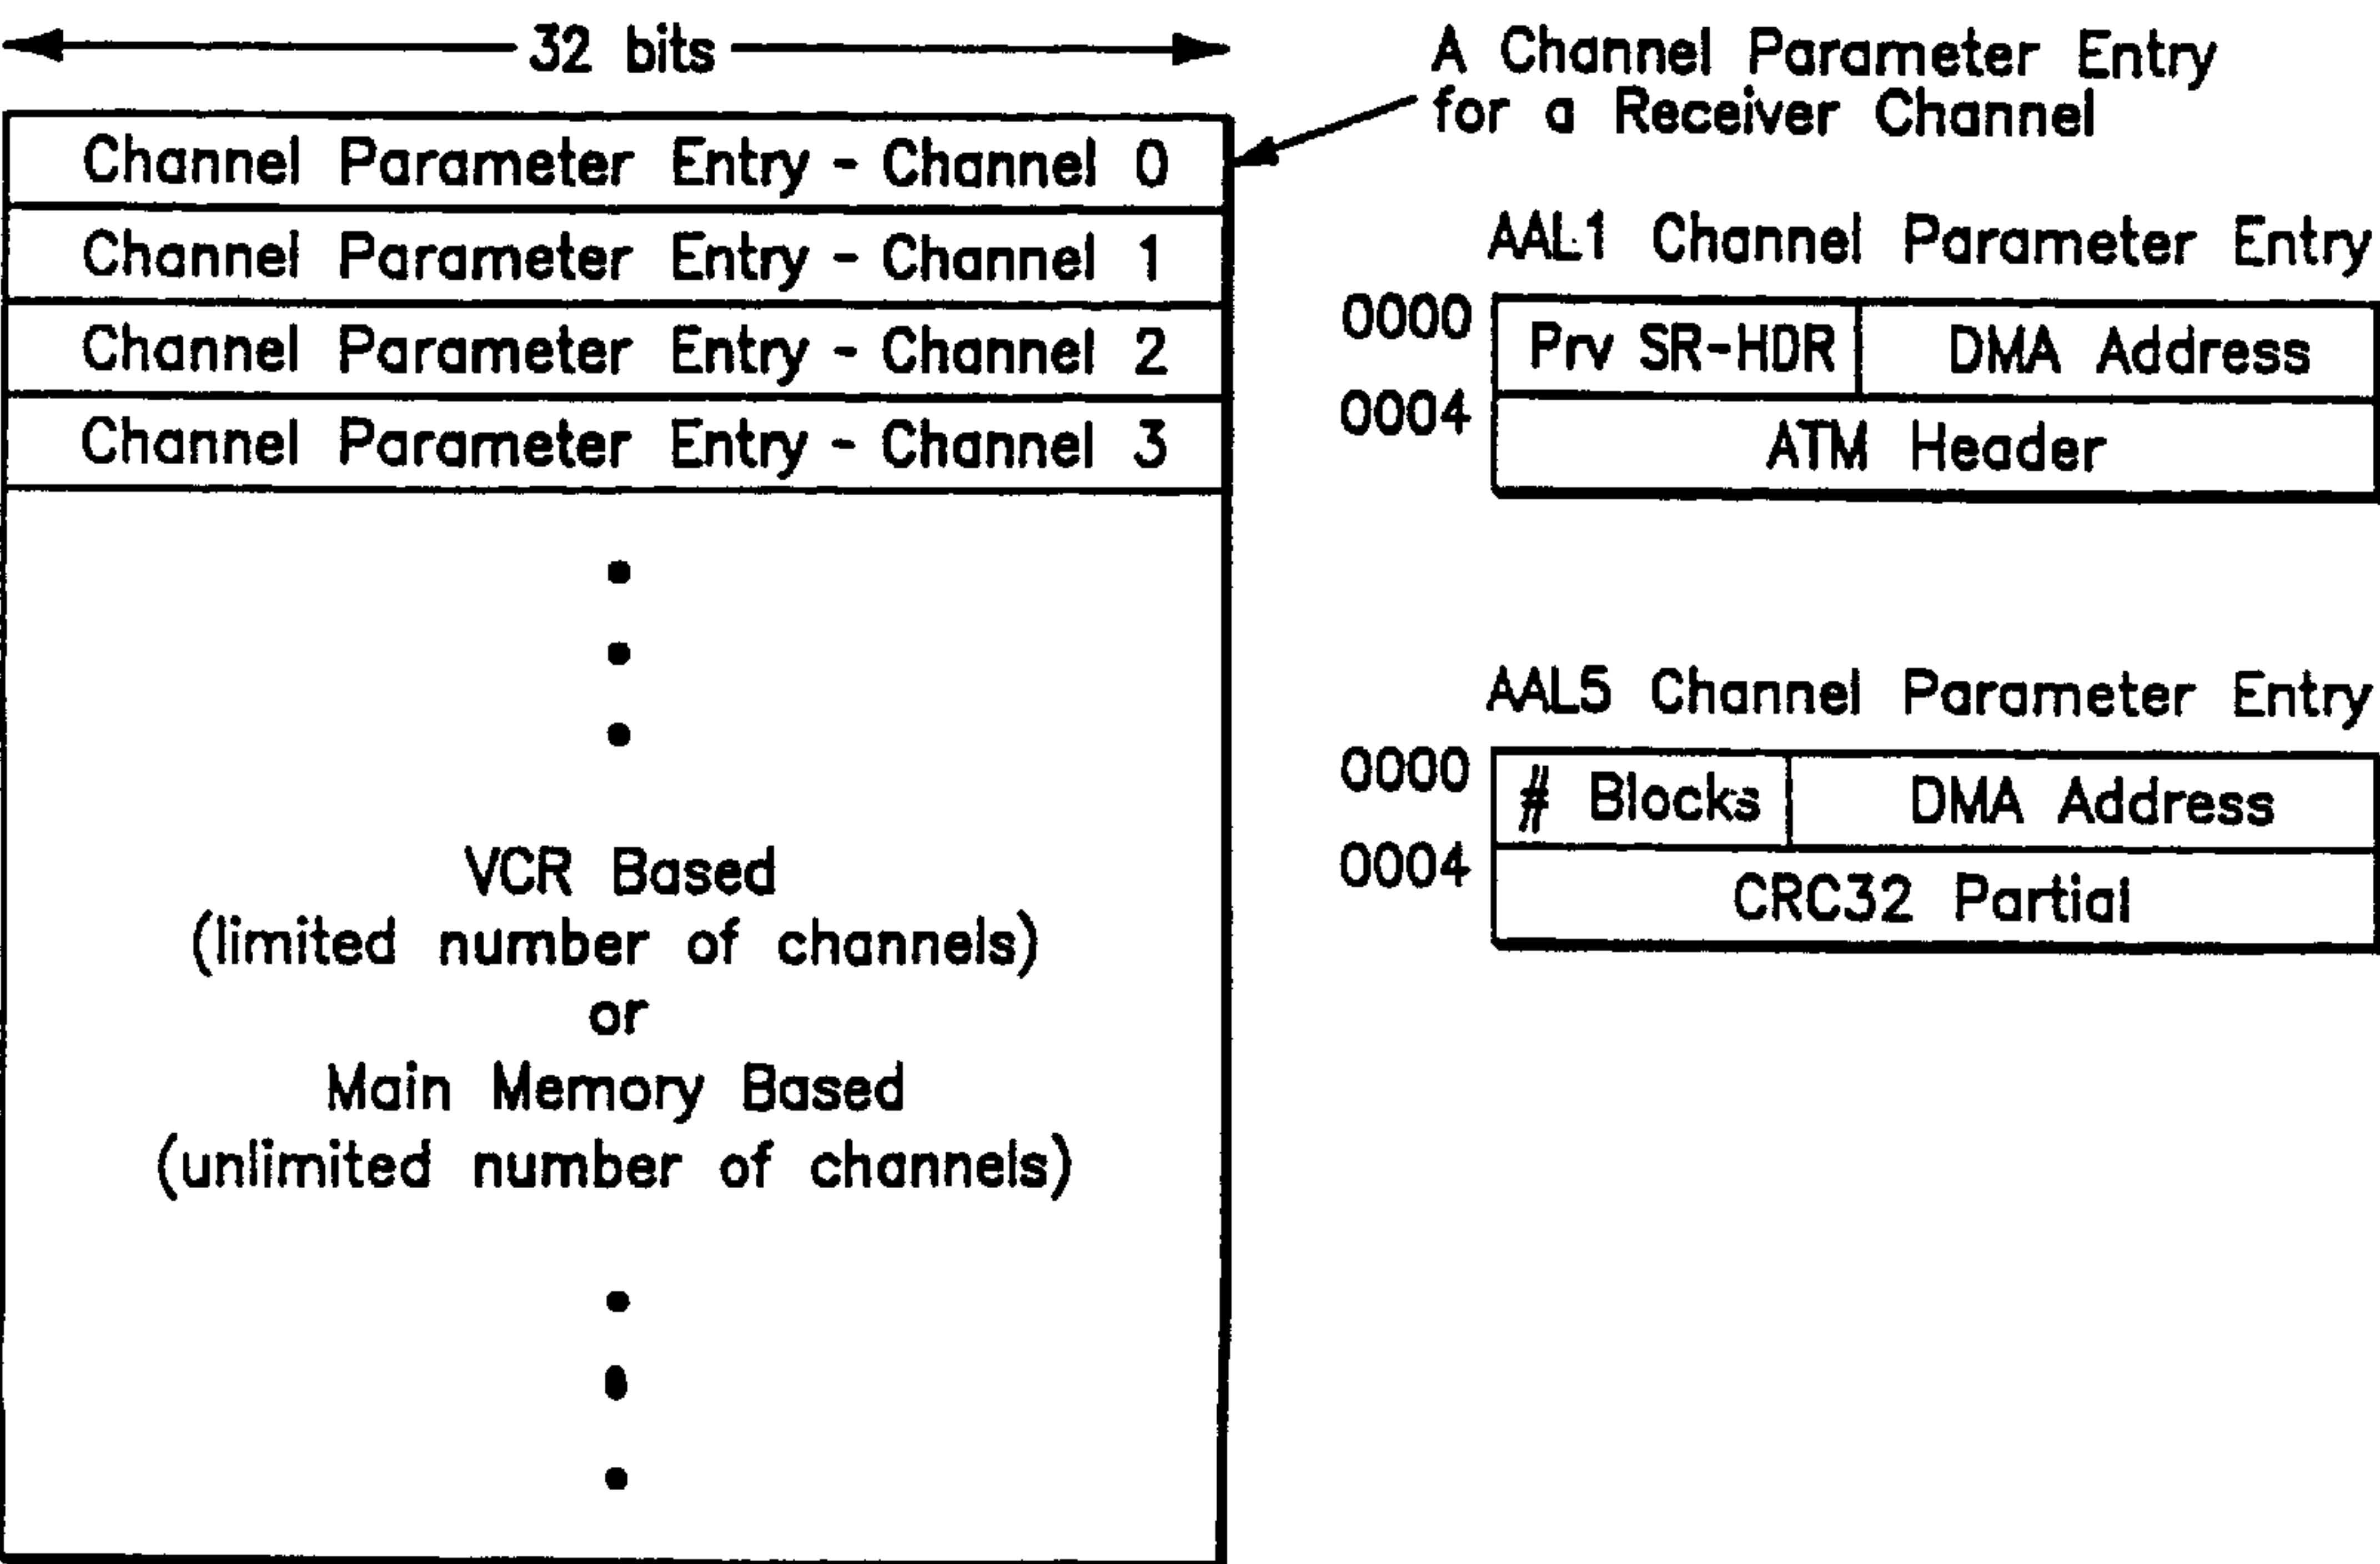 32 bits
Channel Parameter Entry - Channel 0
Channel Parameter Entry - Channel 1
Channel Parameter Entry - Channel 2
Channel Parameter Entry - Channel 3
VCR Based
(limited number of channels)
or
Main Memory Based
(unlimited number of channels)
A Channel Parameter Entry
for a Receiver Channel
AAL1 Channel Parameter Entry
0000 Prv SR-HDR DMA Address
0004 ATM Header
AAL5 Channel Parameter Entry
0000 # Blocks DMA Address
0004 CRC32 Partial